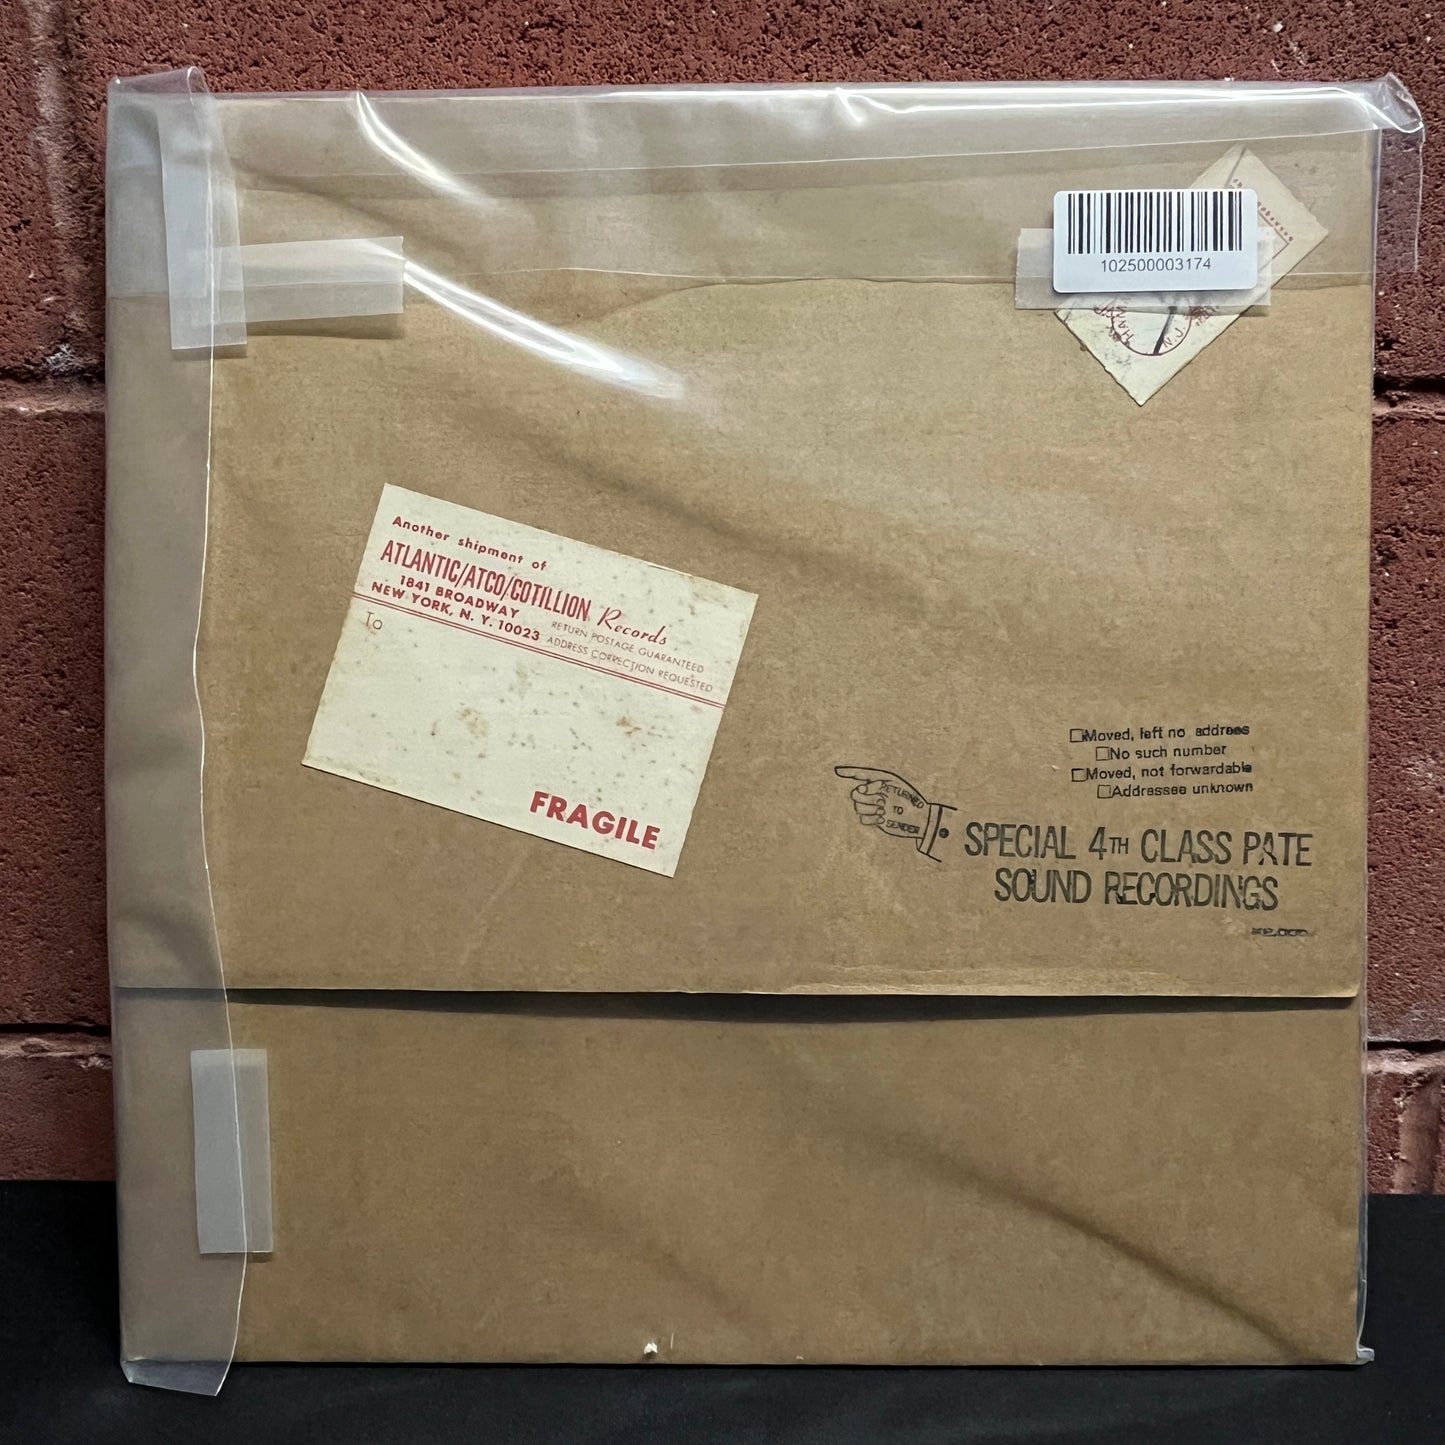 102500003174
HAM
N.J.
Another shipment of
ATLANTIC/ATCO/COTILLION Records
1841 BROADWAY
NEW YORK, N. Y. 10023
RETURN POSTAGE GUARANTEED
ADDRESS CORRECTION REQUESTED
To
FRAGILE
Moved, left no address
No such number
Moved, not forwardable
Addressee unknown
RETURNED
TO
SENDER
SPECIAL 4TH CLASS PATE
SOUND RECORDINGS